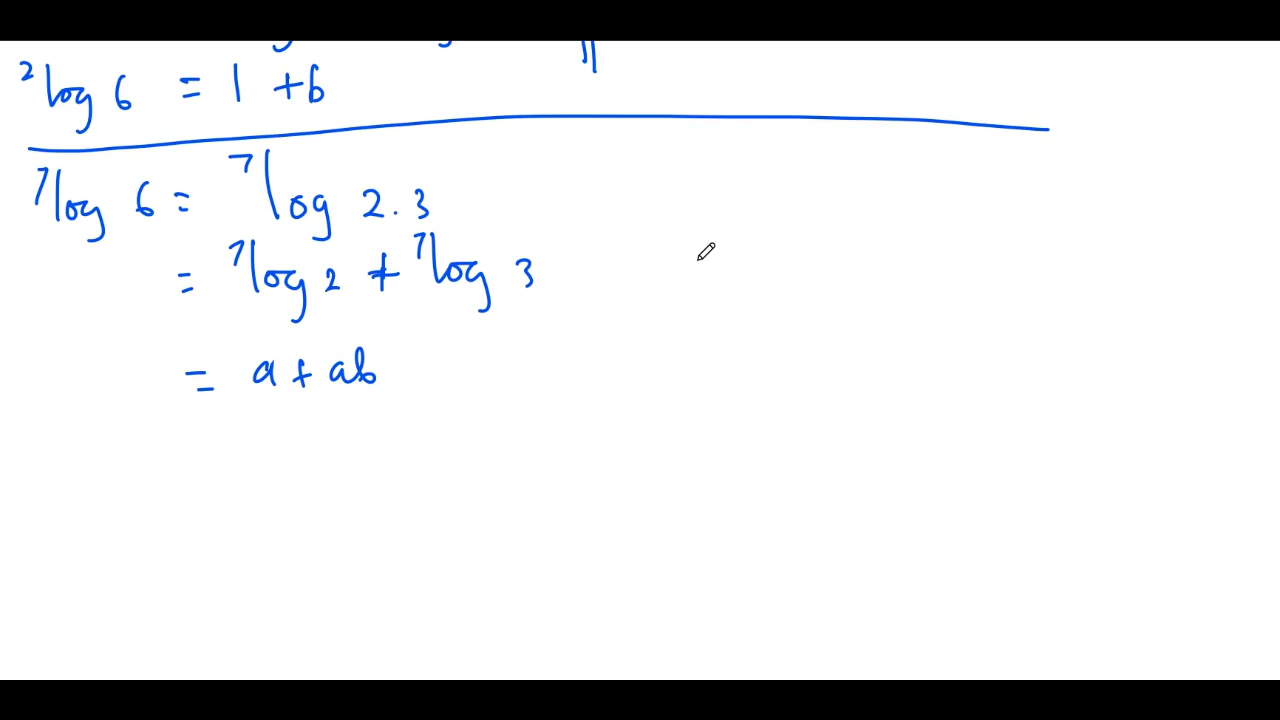 ²log 6 = 1 + b
⁷log 6 = ⁷log 2.3
= ⁷log 2 + ⁷log 3
= a + ab